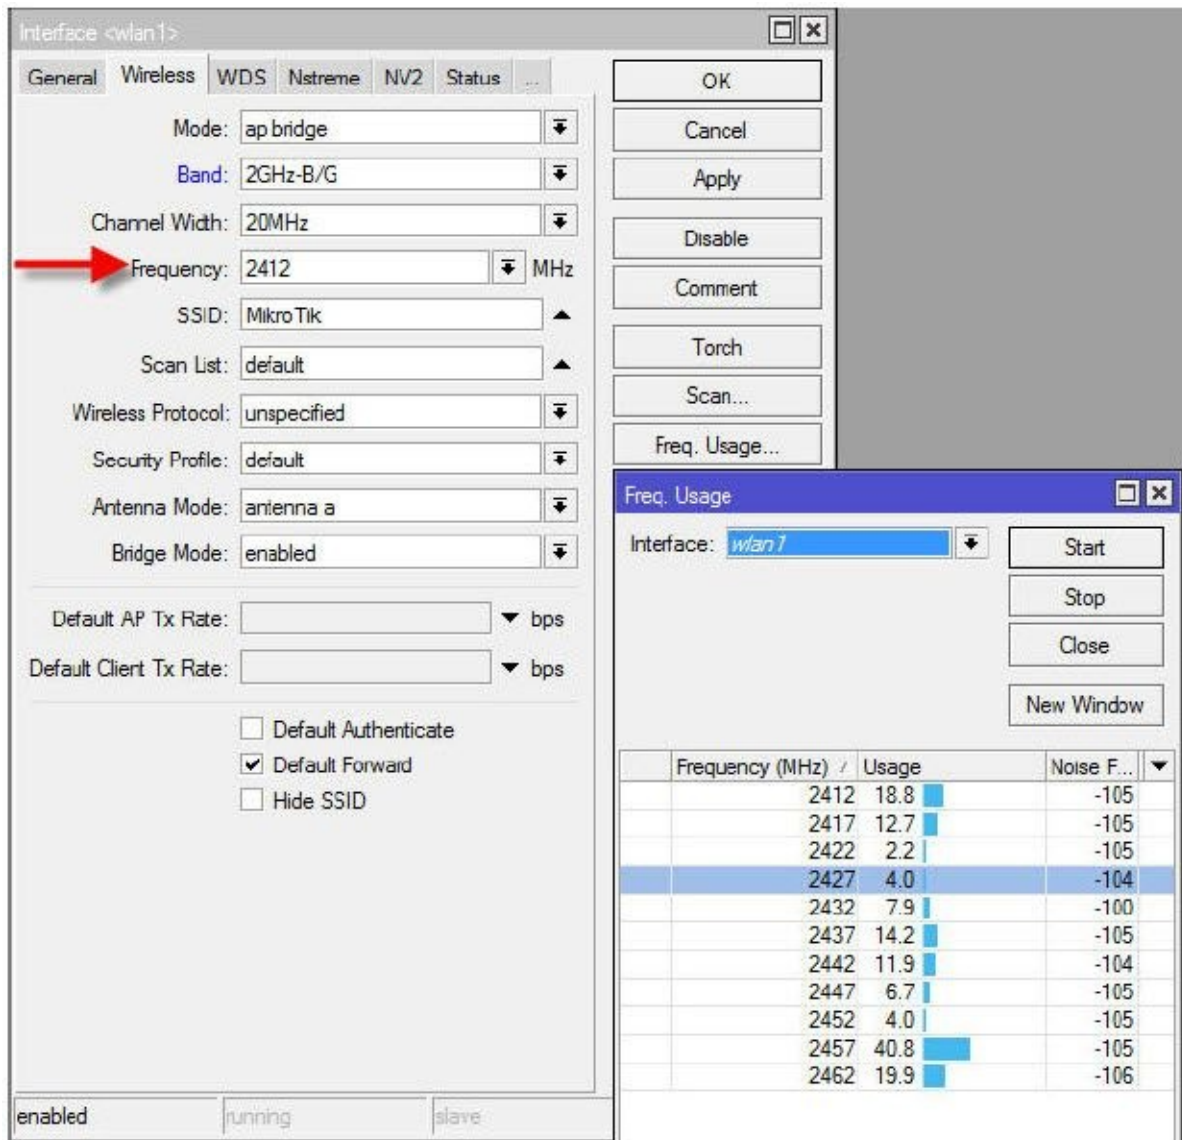 Interface <wlan1>
General Wireless WDS Nstreme NV2 Status ...
Mode: ap bridge
Band: 2GHz-B/G
Channel Width: 20MHz
Frequency: 2412 MHz
SSID: MikroTik
Scan List: default
Wireless Protocol: unspecified
Security Profile: default
Antenna Mode: antenna a
Bridge Mode: enabled
Default AP Tx Rate: bps
Default Client Tx Rate: bps
Default Authenticate
Default Forward
Hide SSID
enabled running slave
OK
Cancel
Apply
Disable
Comment
Torch
Scan...
Freq. Usage...
Freq. Usage
Interface: wlan1
Start
Stop
Close
New Window
Frequency (MHz) Usage Noise F...
2412 18.8 -105
2417 12.7 -105
2422 2.2 -105
2427 4.0 -104
2432 7.9 -100
2437 14.2 -105
2442 11.9 -104
2447 6.7 -105
2452 4.0 -105
2457 40.8 -105
2462 19.9 -106